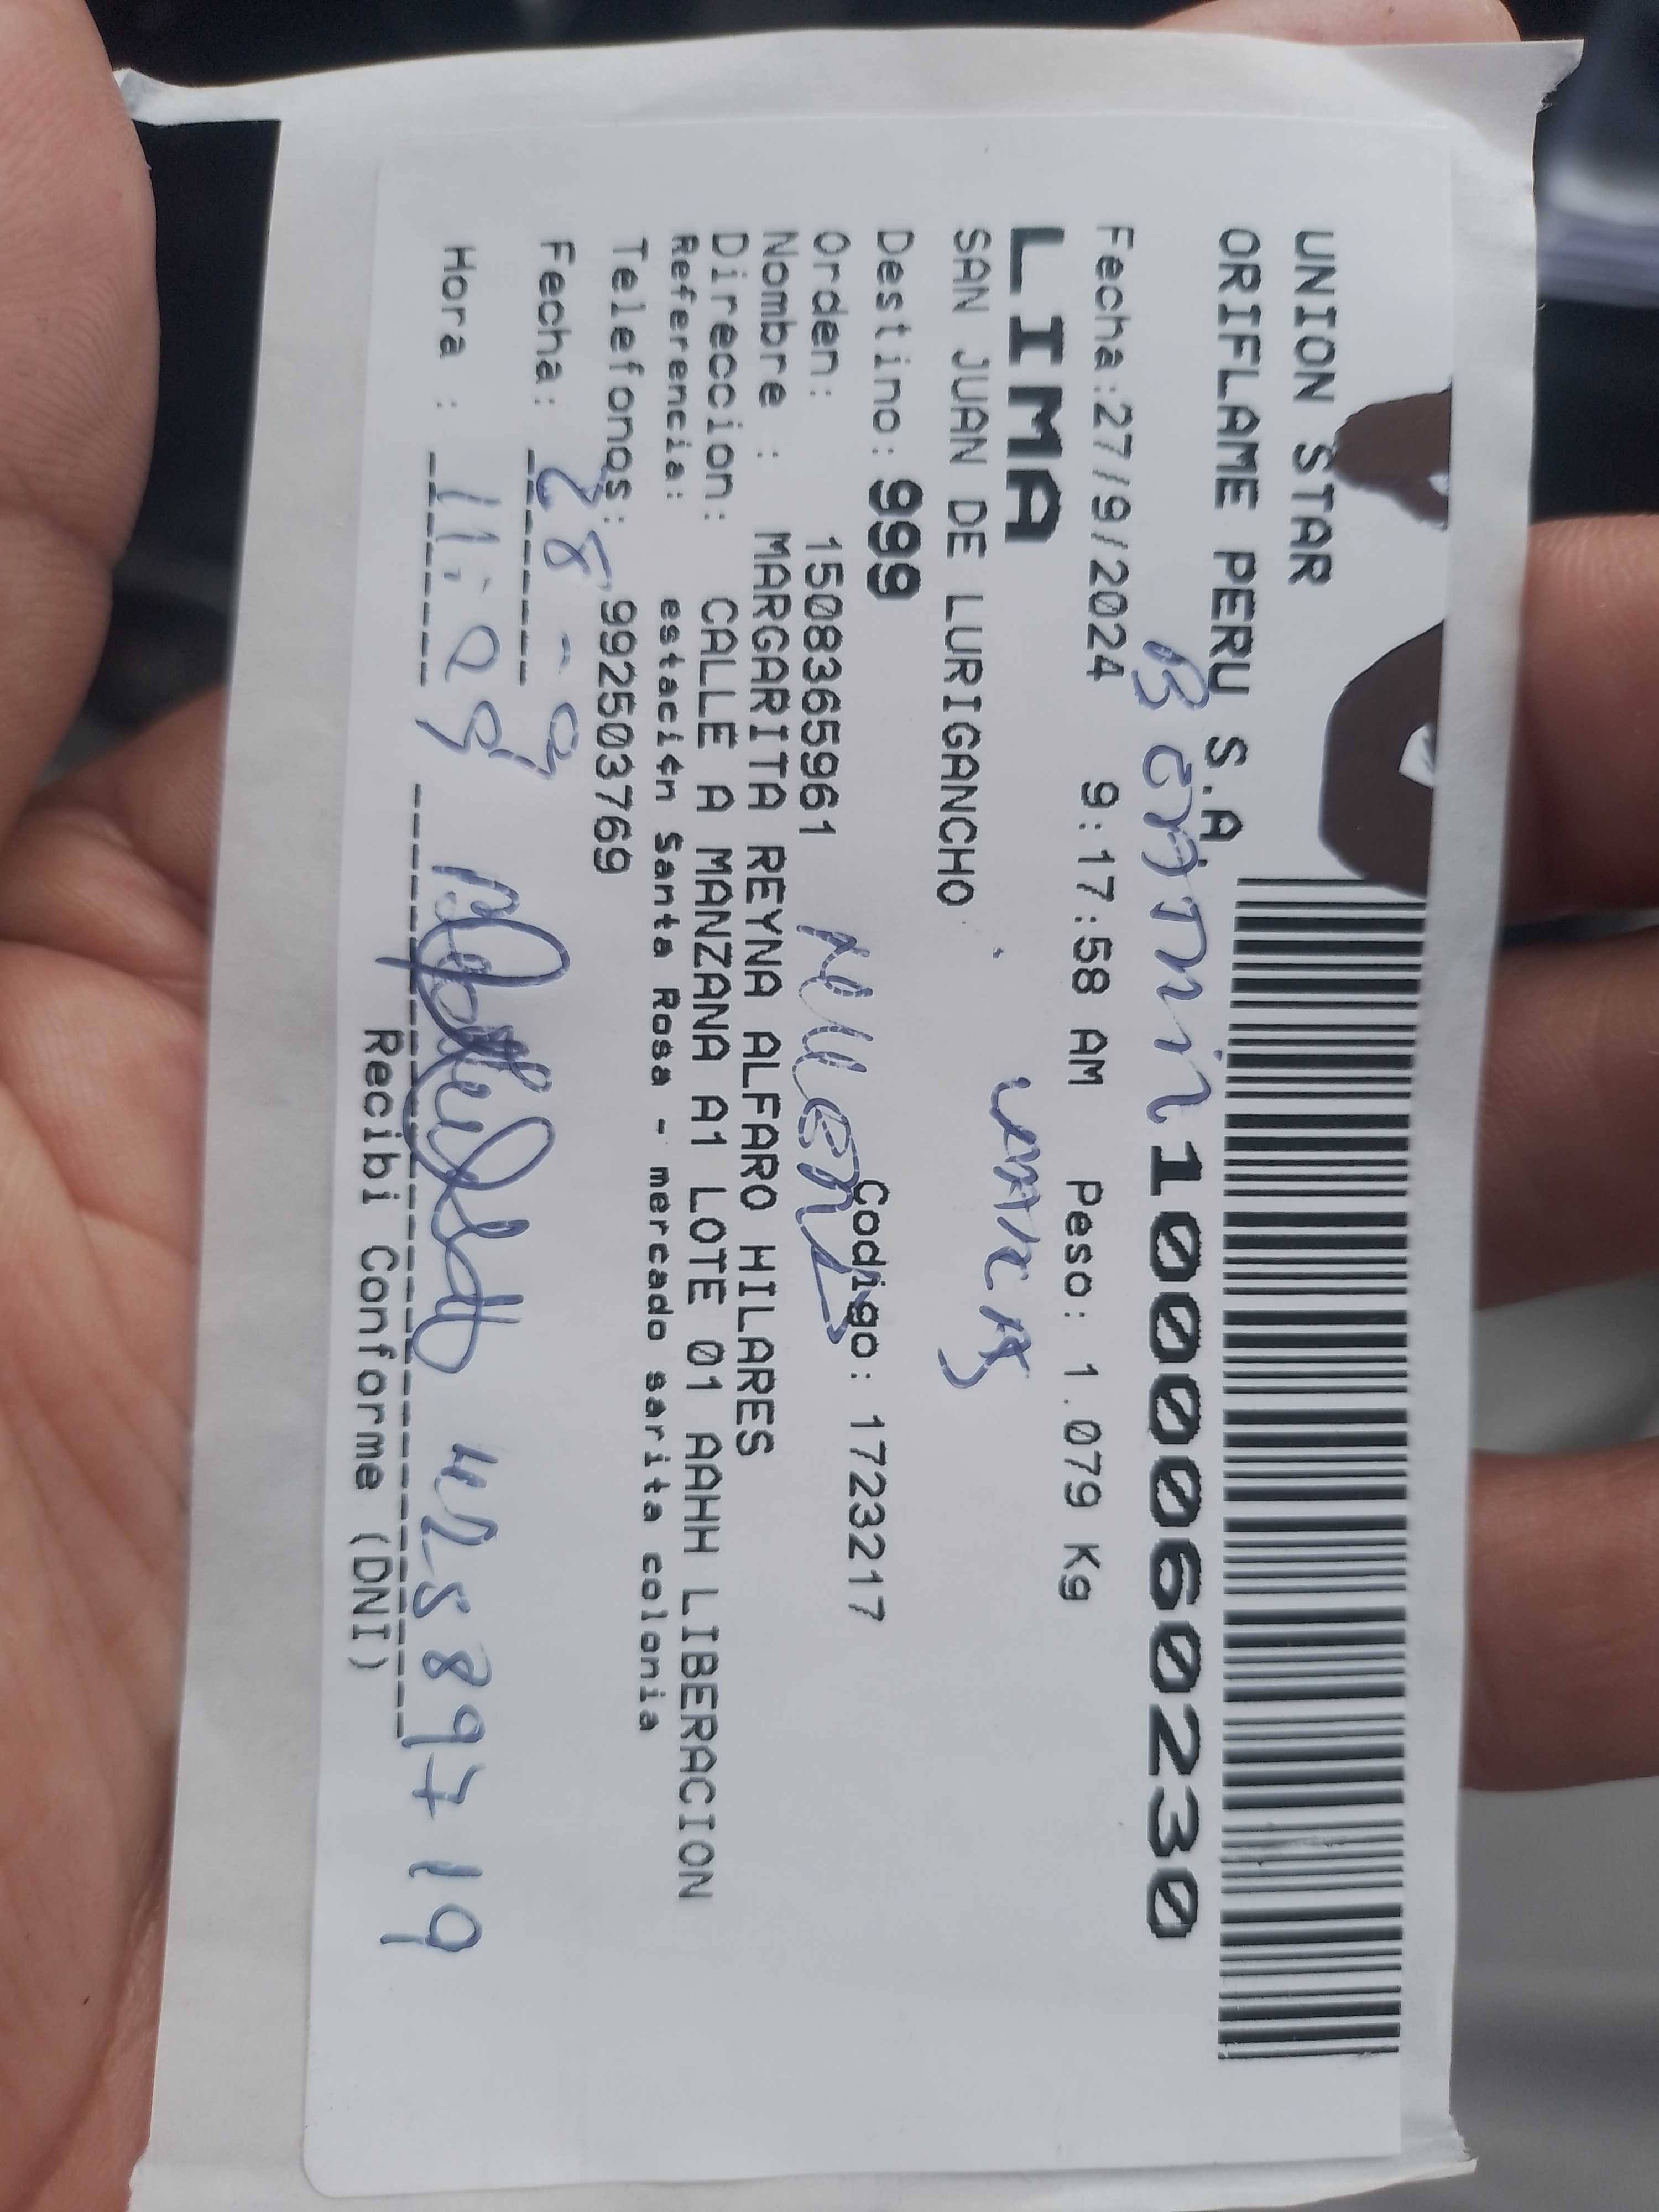 UNION STAR
ORIFLAME PERU S.A.
10000060230
Fecha:27/9/2024 9:17:58 AM Peso: 1.079 Kg
LIMA
SAN JUAN DE LURIGANCHO
Destino: 999
Codigo: 1723217
Orden: 1508365961
Nombre : MARGARITA REYNA ALFARO HILARES
Direccion: CALLE A MANZANA A1 LOTE 01 AAHH LIBERACION
Referencia: estaci¢n Santa Rosa - mercado sarita colonia
Telefonos: 992503769
Fecha: 28-9
Hora : 11:09 42589719
Recibi Conforme (DNI)